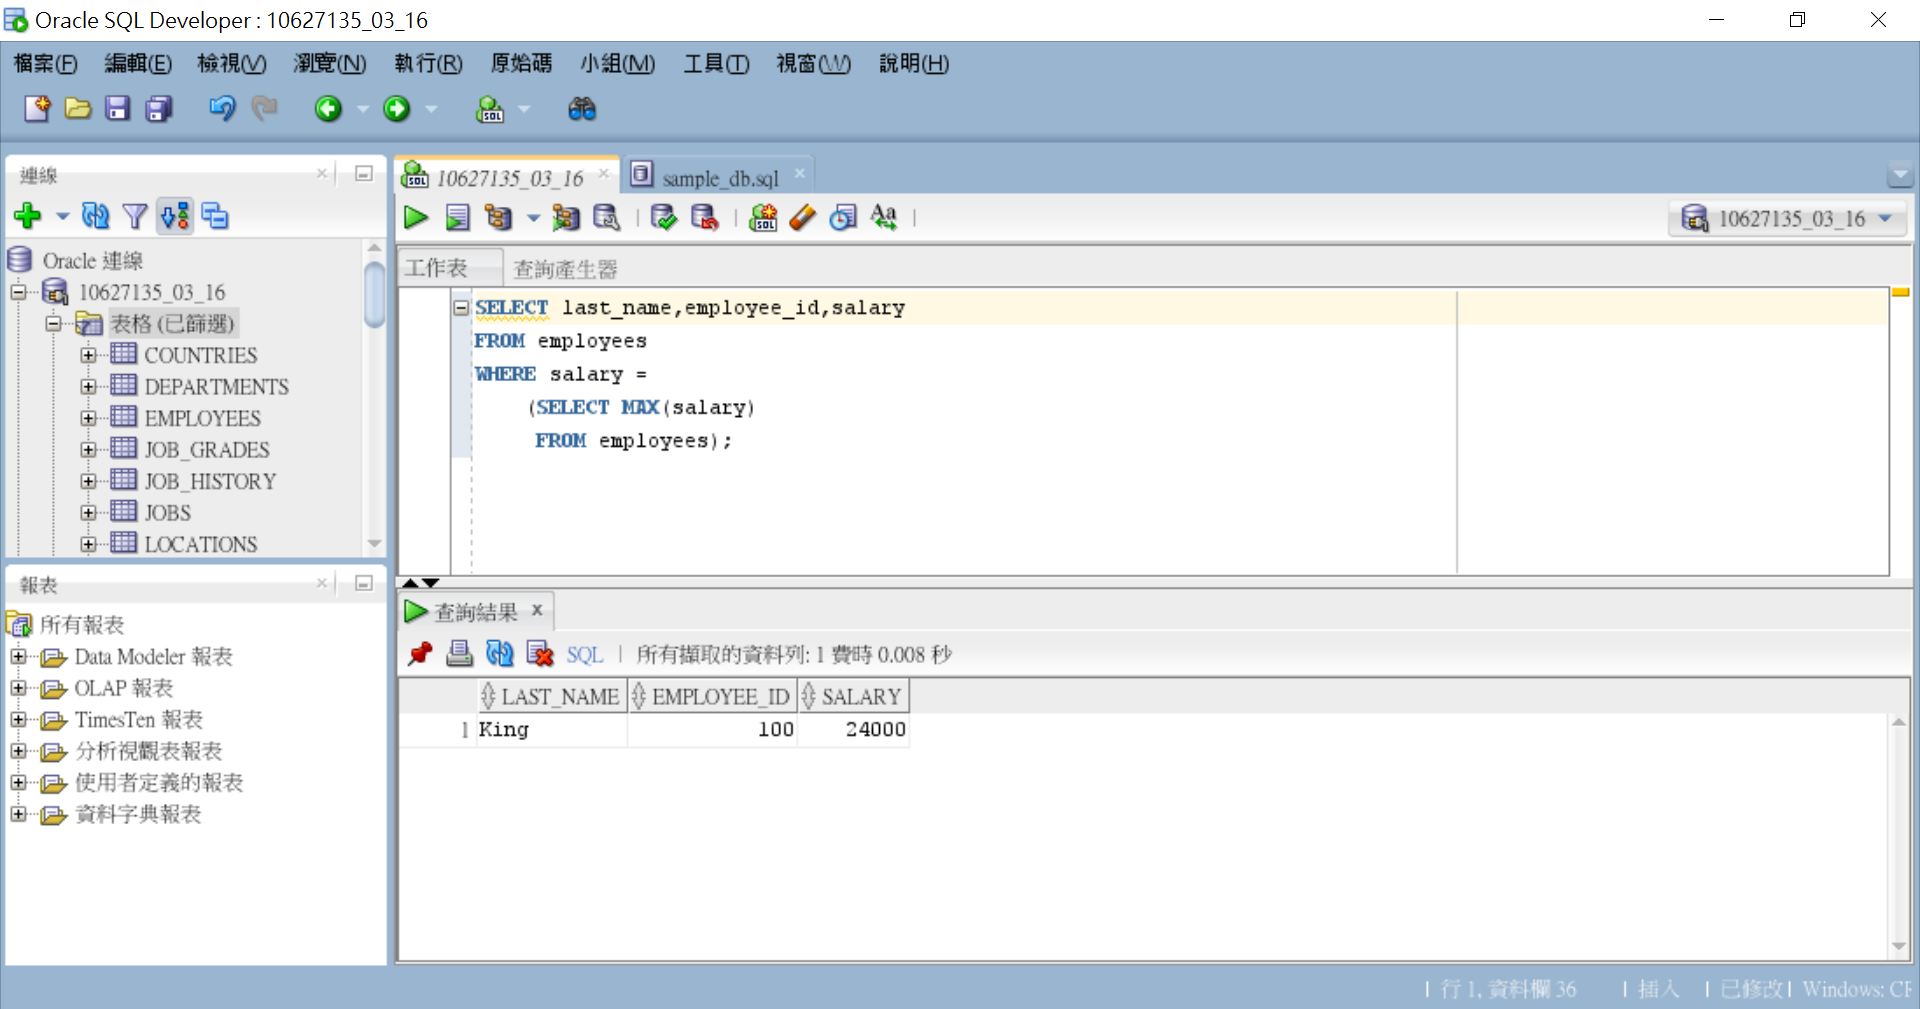 Oracle SQL Developer : 10627135_03_16
檔案(F) 編輯(E) 檢視(V) 瀏覽(N) 執行(R) 原始碼 小組(M) 工具(T) 視窗(W) 說明(H)
連線
Oracle 連線
10627135_03_16
表格 (已篩選)
COUNTRIES
DEPARTMENTS
EMPLOYEES
JOB_GRADES
JOB_HISTORY
JOBS
LOCATIONS
報表
所有報表
Data Modeler 報表
OLAP 報表
TimesTen 報表
分析視觀表報表
使用者定義的報表
資料字典報表
10627135_03_16 sample_db.sql
10627135_03_16
工作表 查詢產生器
SELECT last_name,employee_id,salary
FROM employees
WHERE salary =
(SELECT MAX(salary)
FROM employees);
查詢結果
SQL | 所有擷取的資料列: 1 費時 0.008 秒
LAST_NAME EMPLOYEE_ID SALARY
1 King 100 24000
行 1, 資料欄 36 | 插入 | 已修改 | Windows: CF